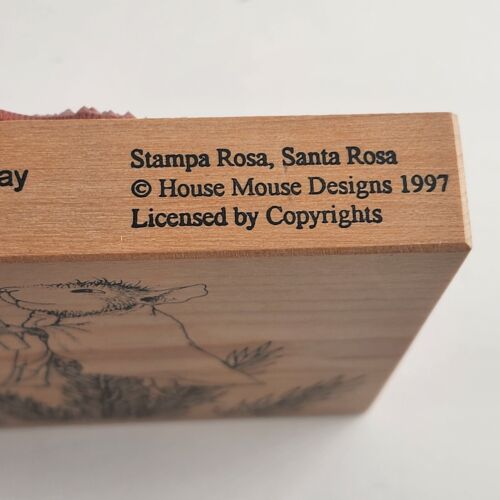 Stampa Rosa, Santa Rosa
© House Mouse Designs 1997
Licensed by Copyrights